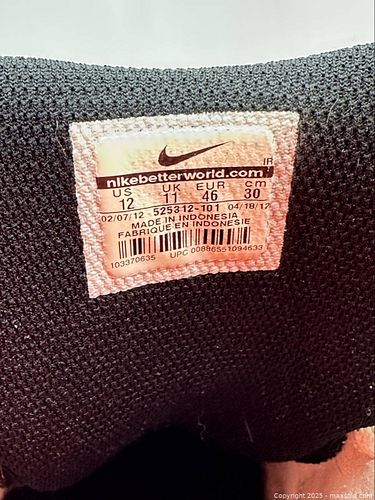 IR
nikebetterworld.com
US UK EUR cm
12 11 46 30
02/07/12 525312-101 04/18/12
MADE IN INDONESIA
FABRIQUE EN INDONESIE
103370635 UPC 00886551094633
Copyright 2025 - maxsold.com